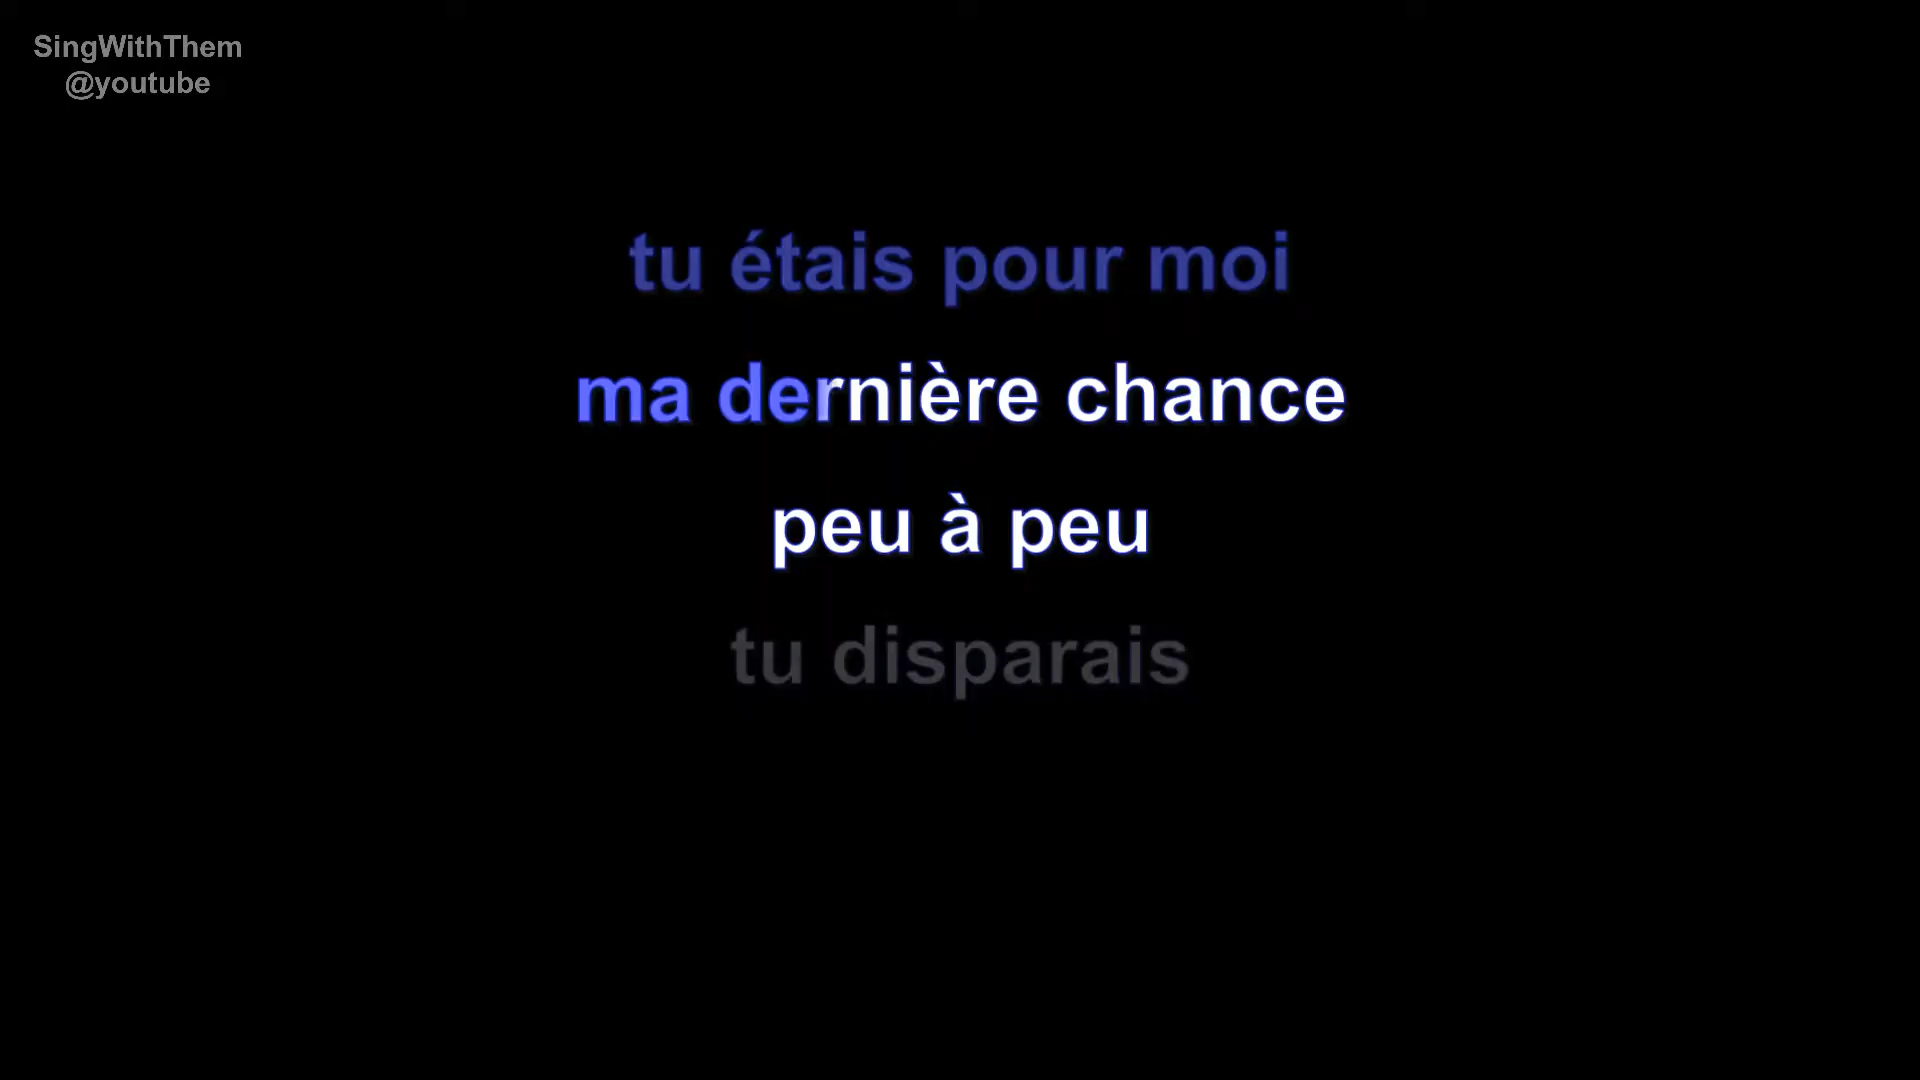 SingWithThem
@youtube
tu étais pour moi
ma dernière chance
peu à peu
tu disparais